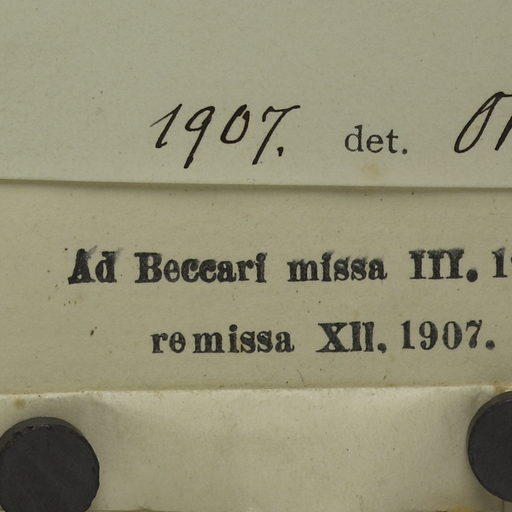 1907. det.
Ad Beccari missa III.
remissa XII. 1907.